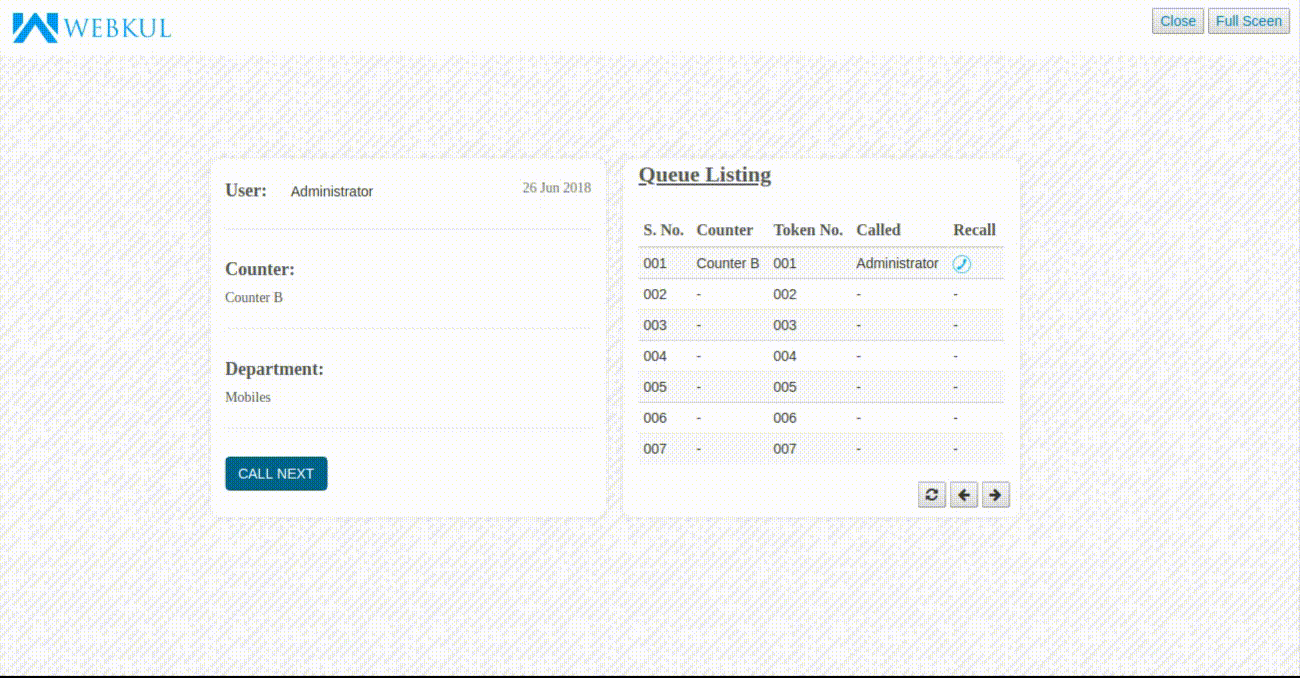 WEBKUL
Close Full Sceen
User: Administrator 26 Jun 2018
Counter:
Counter B
Department:
Mobiles
CALL NEXT
Queue Listing
S. No. Counter Token No. Called Recall
001 Counter B 001 Administrator
002 - 002 - -
003 - 003 - -
004 - 004 - -
005 - 005 - -
006 - 006 - -
007 - 007 - -